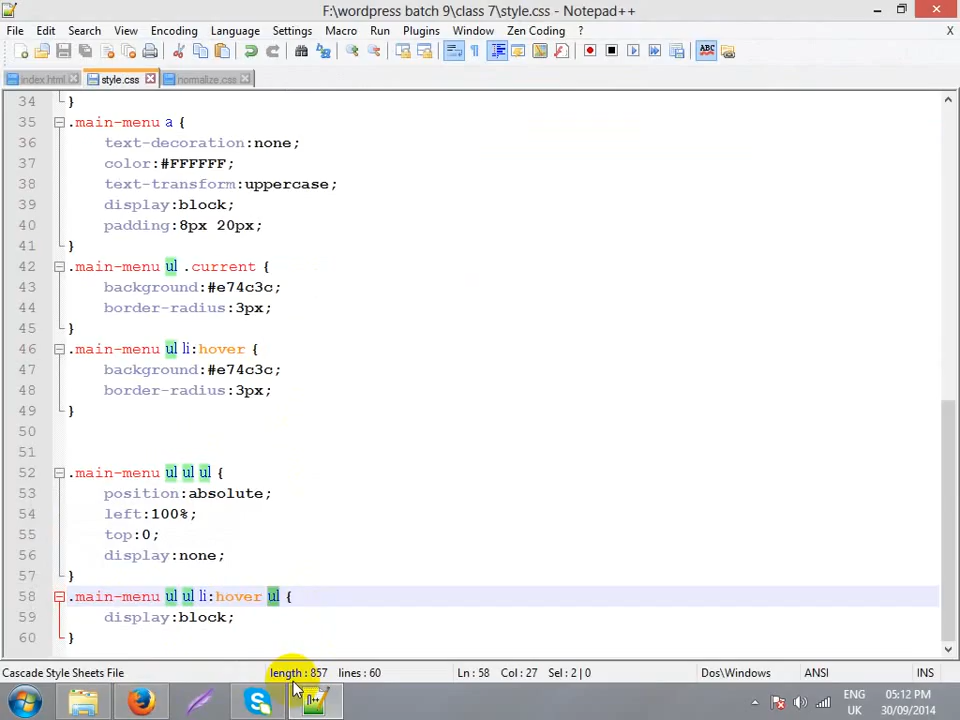 F:\wordpress batch 9\class 7\style.css - Notepad++
File Edit Search View Encoding Language Settings Macro Run Plugins Window Zen Coding ? X
index.html style.css normalize.css
34 }
35 .main-menu a {
36 text-decoration:none;
37 color:#FFFFFF;
38 text-transform:uppercase;
39 display:block;
40 padding:8px 20px;
41 }
42 .main-menu ul .current {
43 background:#e74c3c;
44 border-radius:3px;
45 }
46 .main-menu ul li:hover {
47 background:#e74c3c;
48 border-radius:3px;
49 }
50
51
52 .main-menu ul ul ul {
53 position:absolute;
54 left:100%;
55 top:0;
56 display:none;
57 }
58 .main-menu ul ul li:hover ul {
59 display:block;
60 }
Cascade Style Sheets File length : 857 lines : 60 Ln : 58 Col : 27 Sel : 2 | 0 Dos\Windows ANSI INS
ENG 05:12 PM
UK 30/09/2014